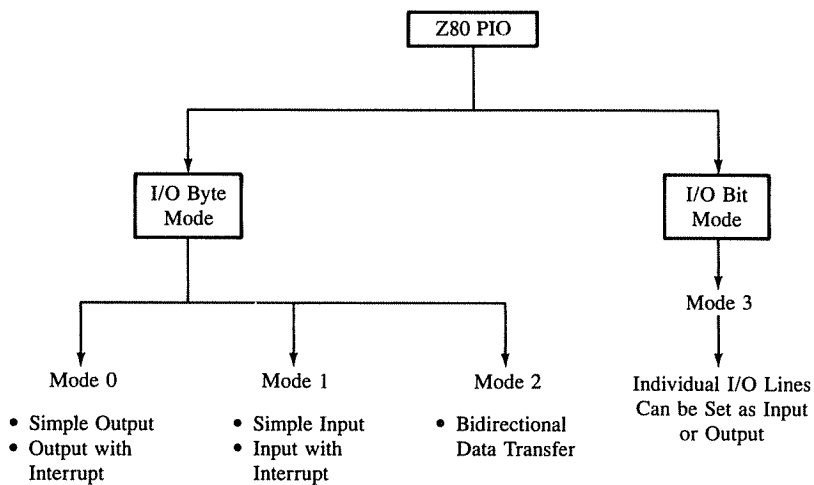 Z80 PIO
I/O Byte
Mode
I/O Bit
Mode
Mode 3
Mode 0
• Simple Output
• Output with
Interrupt
Mode 1
• Simple Input
• Input with
Interrupt
Mode 2
• Bidirectional
Data Transfer
Individual I/O Lines
Can be Set as Input
or Output